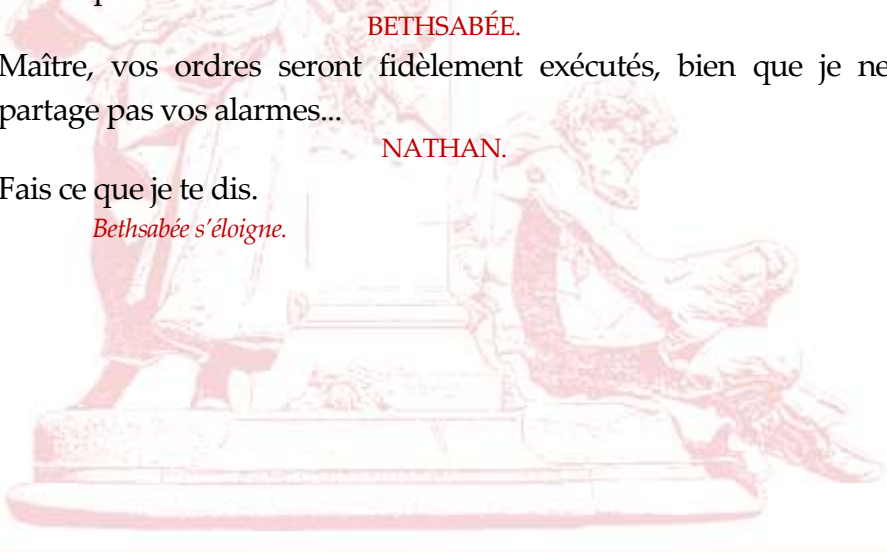 BETHSABÉE.
Maître, vos ordres seront fidèlement exécutés, bien que je ne
partage pas vos alarmes...
NATHAN.
Fais ce que je te dis.
Bethsabée s’éloigne.